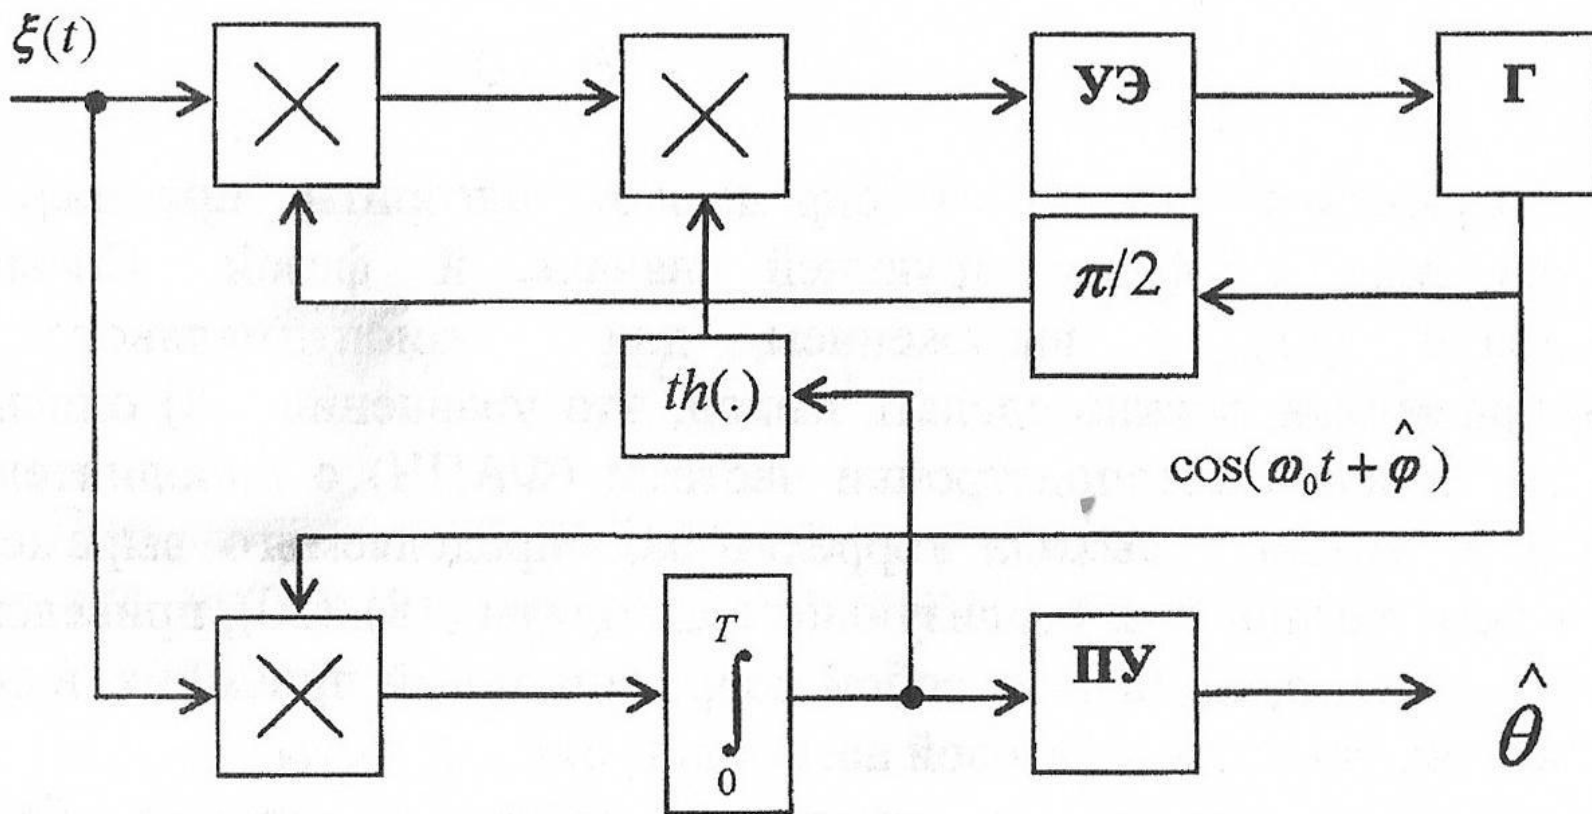 ξ(t)
УЭ
Г
π/2
th(.)
cos(ω₀t + φ̂)
T
∫
0
ПУ
θ̂